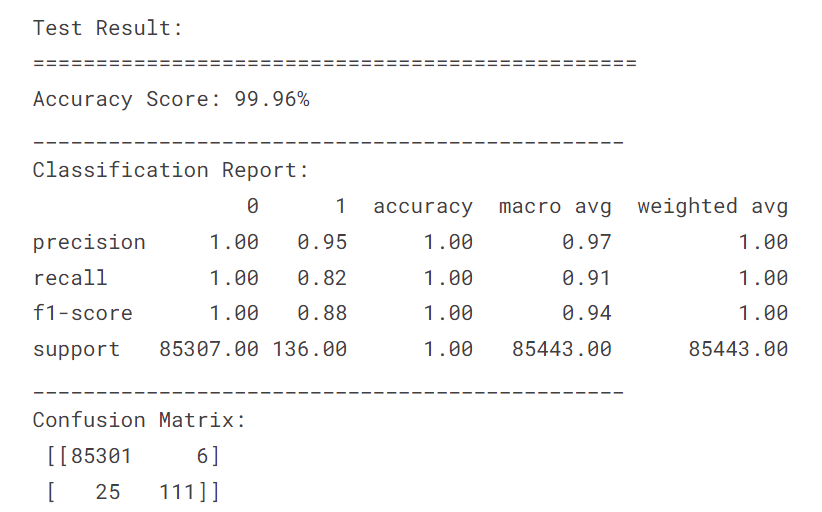 Test Result:
================================================
Accuracy Score: 99.96%
_______________________________________________
Classification Report:
                 0      1  accuracy  macro avg  weighted avg
precision     1.00   0.95      1.00       0.97          1.00
recall        1.00   0.82      1.00       0.91          1.00
f1-score      1.00   0.88      1.00       0.94          1.00
support   85307.00 136.00      1.00   85443.00      85443.00
_______________________________________________
Confusion Matrix:
 [[85301     6]
 [   25   111]]